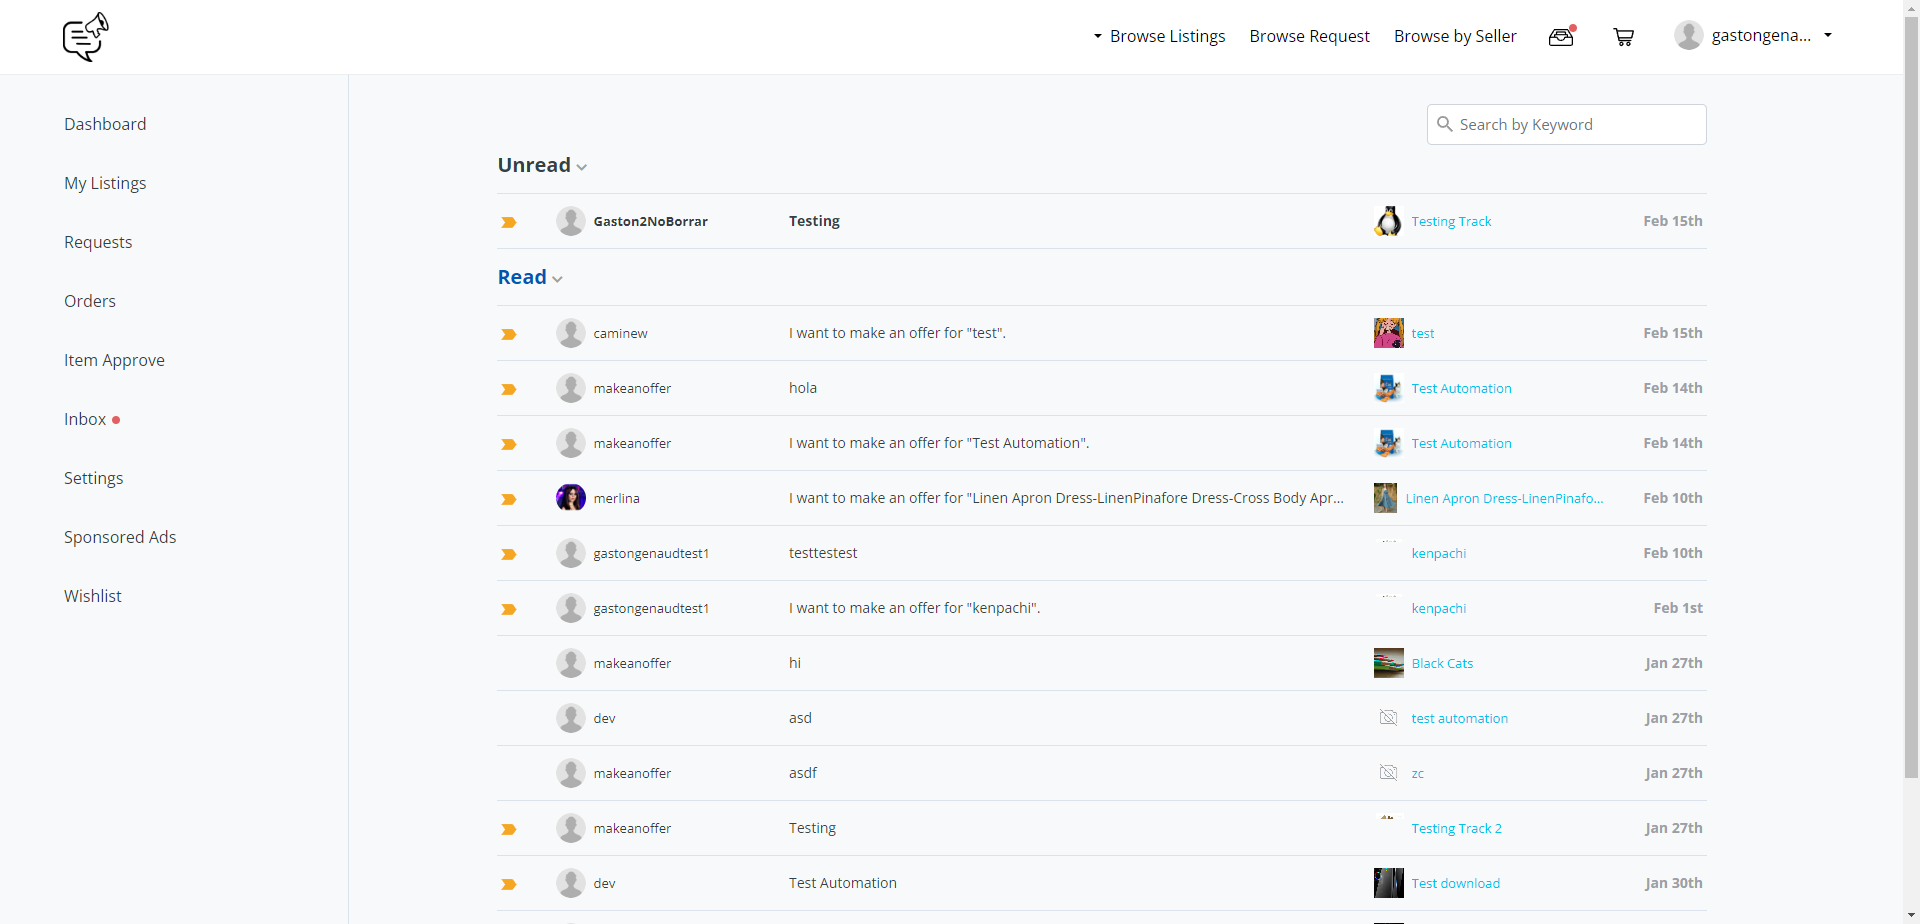 Browse Listings Browse Request Browse by Seller gastongena...
Dashboard
My Listings
Requests
Orders
Item Approve
Inbox
Settings
Sponsored Ads
Wishlist
Search by Keyword
Unread
Gaston2NoBorrar Testing Testing Track Feb 15th
Read
caminew I want to make an offer for "test". test Feb 15th
makeanoffer hola Test Automation Feb 14th
makeanoffer I want to make an offer for "Test Automation". Test Automation Feb 14th
merlina I want to make an offer for "Linen Apron Dress-LinenPinafore Dress-Cross Body Apr... Linen Apron Dress-LinenPinafo... Feb 10th
gastongenaudtest1 testtestest kenpachi Feb 10th
gastongenaudtest1 I want to make an offer for "kenpachi". kenpachi Feb 1st
makeanoffer hi Black Cats Jan 27th
dev asd test automation Jan 27th
makeanoffer asdf zc Jan 27th
makeanoffer Testing Testing Track 2 Jan 27th
dev Test Automation Test download Jan 30th